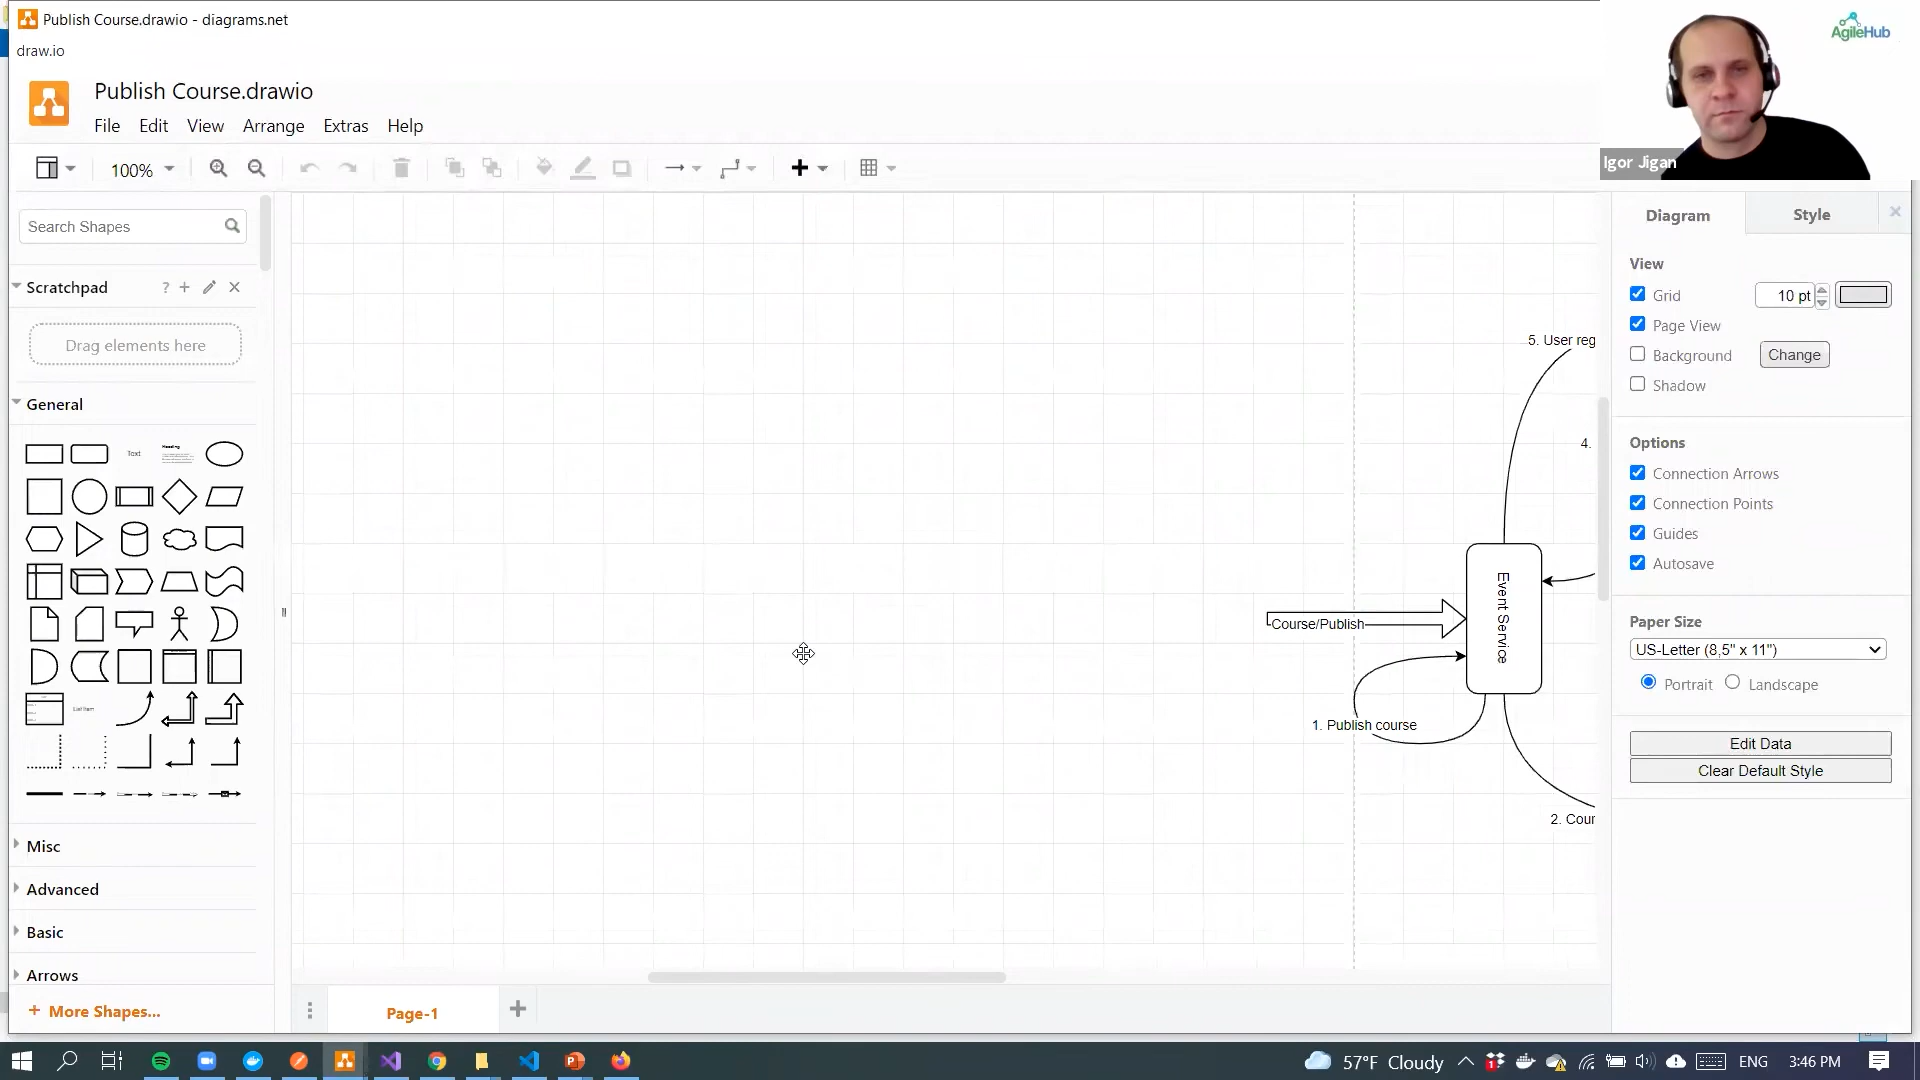 Publish Course.drawio - diagrams.net
draw.io
AgileHub
Publish Course.drawio
File Edit View Arrange Extras Help
100%
Igor Jigan
Search Shapes
Scratchpad ? +
Drag elements here
General
Text
Heading
List Item
Misc
Advanced
Basic
Arrows
+ More Shapes...
5. User reg
4.
Event Service
Course/Publish
1. Publish course
2. Cour
Page-1
Diagram Style
View
Grid 10 pt
Page View
Background Change
Shadow
Options
Connection Arrows
Connection Points
Guides
Autosave
Paper Size
US-Letter (8,5" x 11")
Portrait Landscape
Edit Data
Clear Default Style
57°F Cloudy ENG 3:46 PM